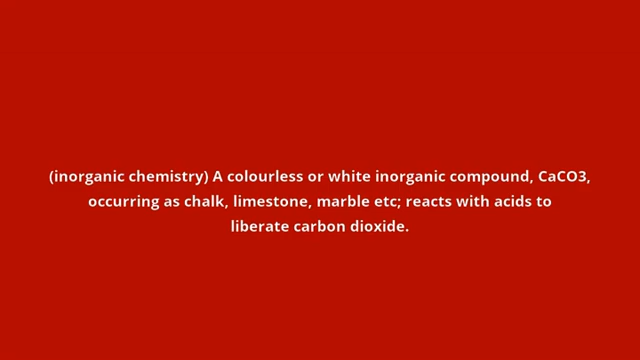 (inorganic chemistry) A colourless or white inorganic compound, CaCO3,
occurring as chalk, limestone, marble etc; reacts with acids to
liberate carbon dioxide.